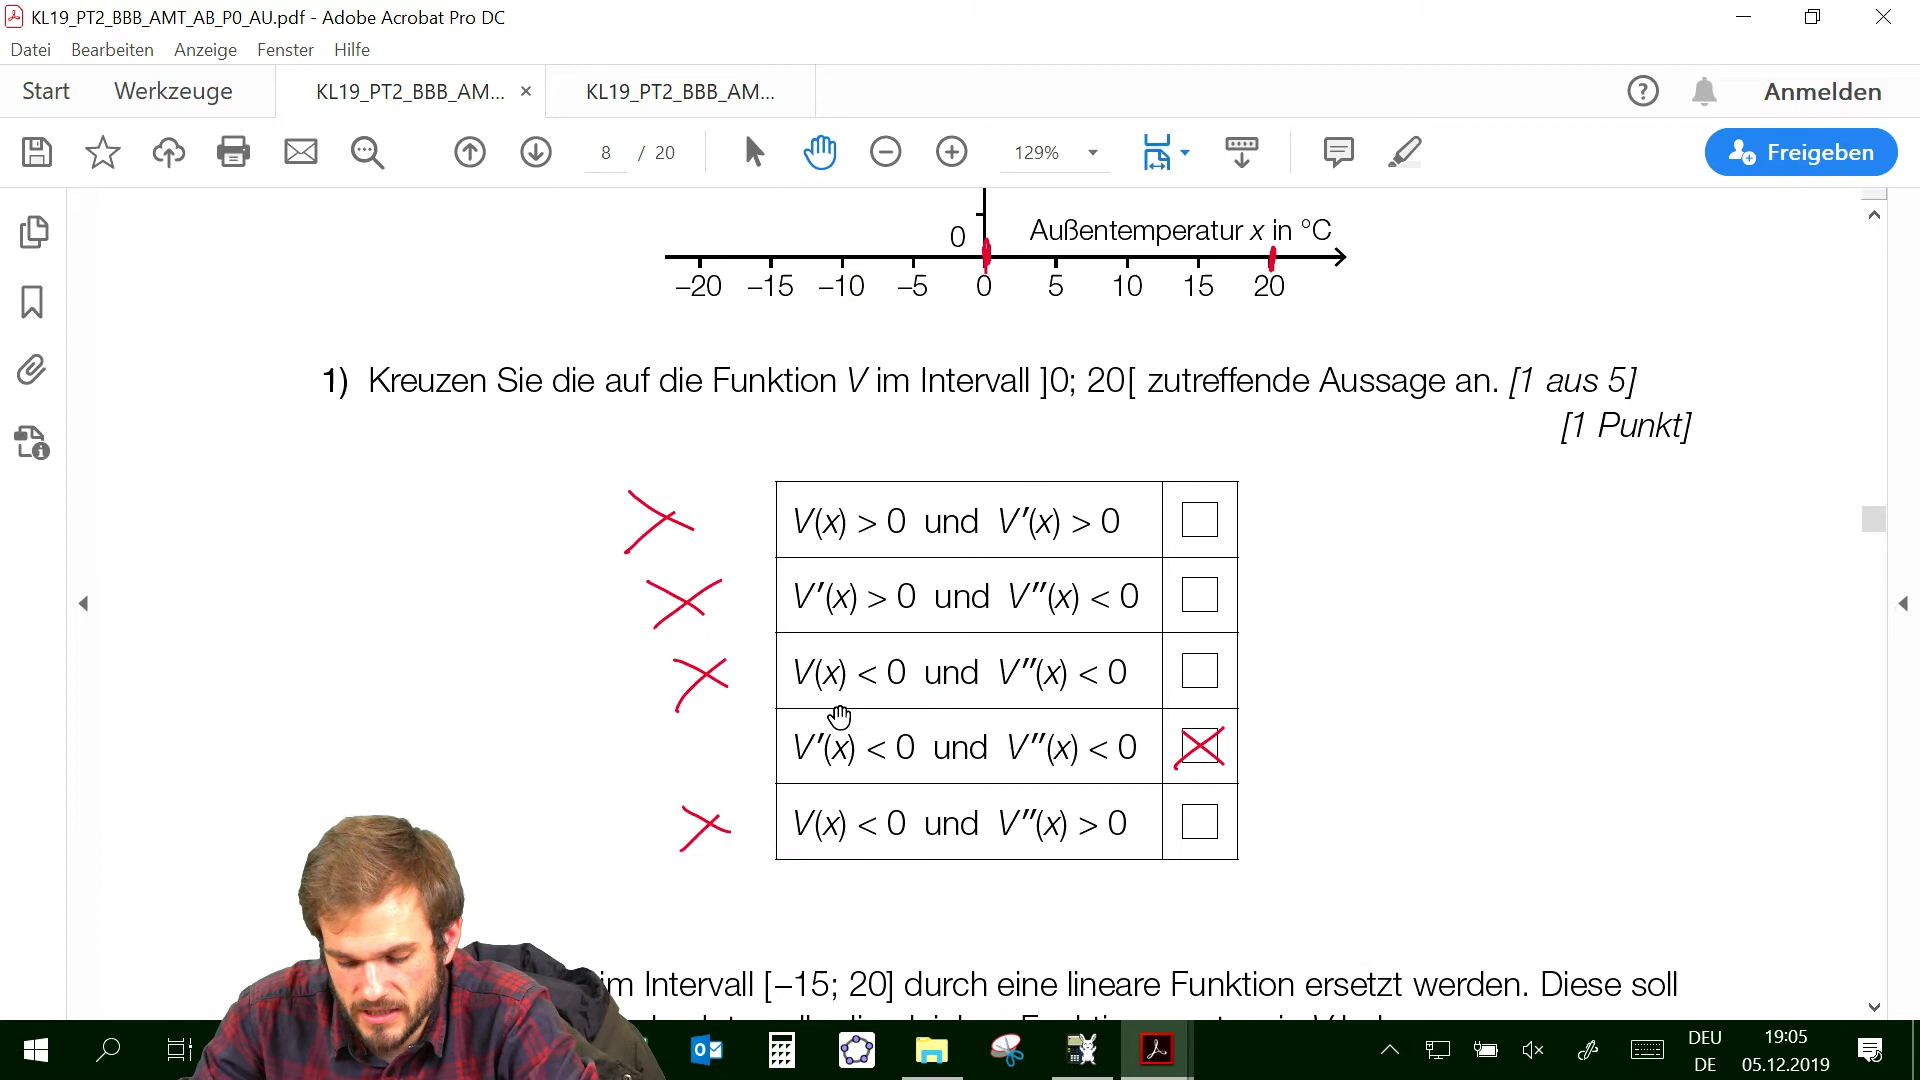 KL19_PT2_BBB_AMT_AB_P0_AU.pdf - Adobe Acrobat Pro DC
Datei Bearbeiten Anzeige Fenster Hilfe
Start Werkzeuge KL19_PT2_BBB_AM... × KL19_PT2_BBB_AM... Anmelden
8 / 20 129% Freigeben
0 Außentemperatur x in °C
–20 –15 –10 –5 0 5 10 15 20
1) Kreuzen Sie die auf die Funktion V im Intervall ]0; 20[ zutreffende Aussage an. [1 aus 5]
[1 Punkt]
V(x) > 0 und V′(x) > 0
V′(x) > 0 und V″(x) < 0
V(x) < 0 und V″(x) < 0
V′(x) < 0 und V″(x) < 0
V(x) < 0 und V″(x) > 0
im Intervall [–15; 20] durch eine lineare Funktion ersetzt werden. Diese soll
DEU 19:05
DE 05.12.2019